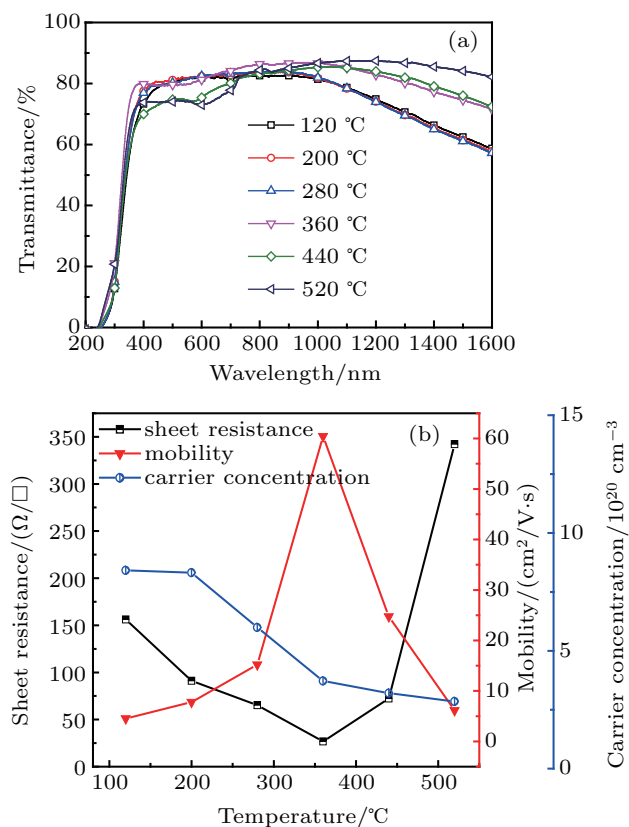 100
80
60
40
20
0
Transmittance/%
(a)
120 ℃
200 ℃
280 ℃
360 ℃
440 ℃
520 ℃
200 400 600 800 1000 1200 1400 1600
Wavelength/nm
350
300
250
200
150
100
50
0
Sheet resistance/(Ω/□)
sheet resistance
mobility
carrier concentration
(b)
60
50
40
30
20
10
0
Mobility/(cm²/V·s)
15
10
5
0
Carrier concentration/10²⁰ cm⁻³
100 200 300 400 500
Temperature/℃